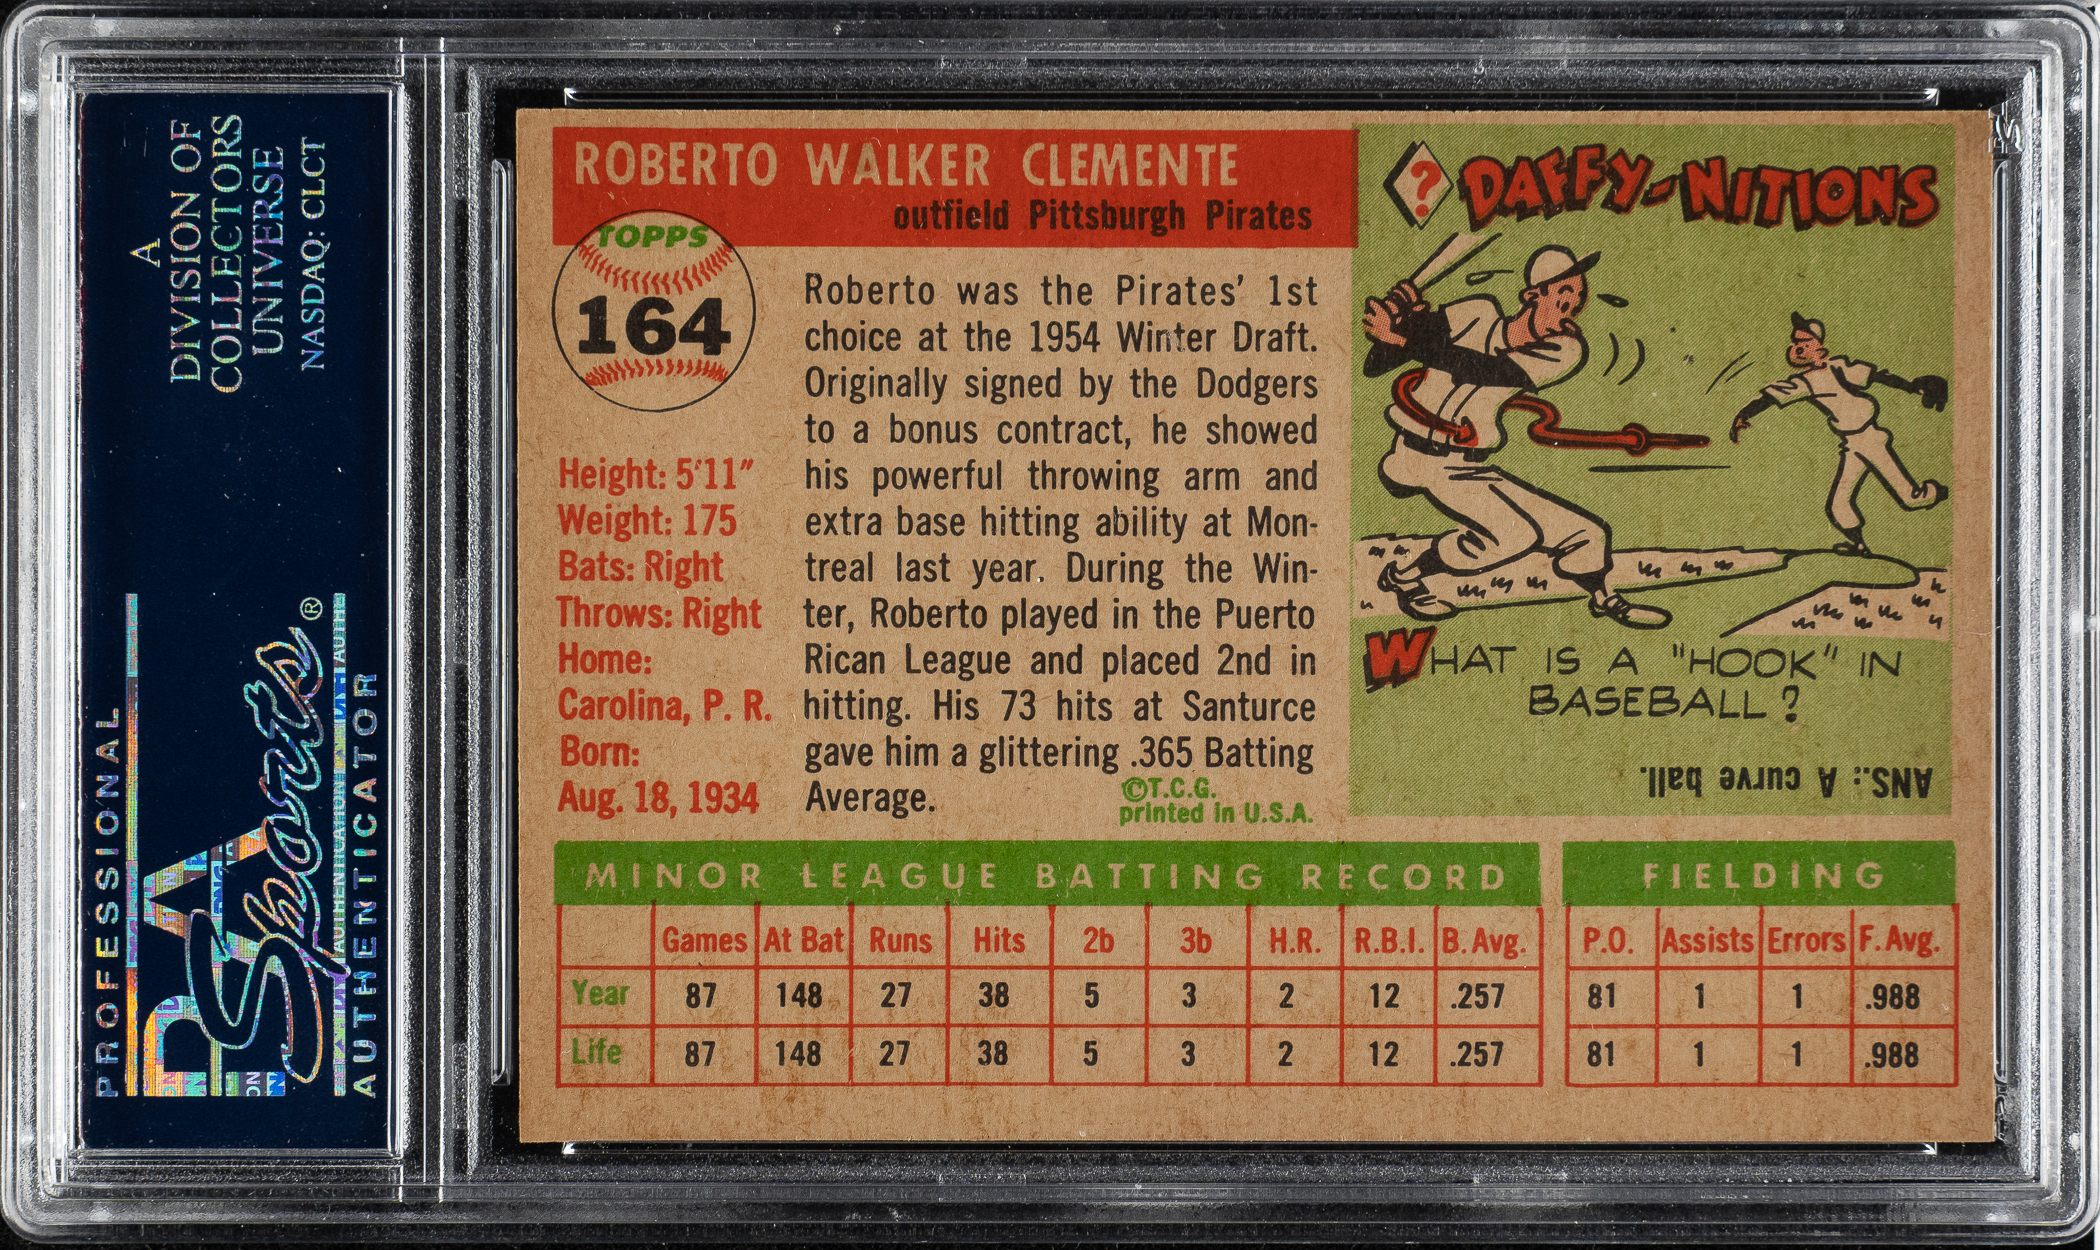 A
DIVISION OF
COLLECTORS
UNIVERSE
NASDAQ: CLCT
PROFESSIONAL
PSA
Sports®
AUTHENTICATOR
ROBERTO WALKER CLEMENTE
outfield Pittsburgh Pirates
TOPPS
164
Height: 5'11"
Weight: 175
Bats: Right
Throws: Right
Home:
Carolina, P. R.
Born:
Aug. 18, 1934
Roberto was the Pirates' 1st
choice at the 1954 Winter Draft.
Originally signed by the Dodgers
to a bonus contract, he showed
his powerful throwing arm and
extra base hitting ability at Mon-
treal last year. During the Win-
ter, Roberto played in the Puerto
Rican League and placed 2nd in
hitting. His 73 hits at Santurce
gave him a glittering .365 Batting
Average.
©T.C.G.
printed in U.S.A.
? DAFFY-NITIONS
WHAT IS A "HOOK" IN
BASEBALL?
ANS.: A curve ball.
MINOR LEAGUE BATTING RECORD
Games At Bat Runs Hits 2b 3b H.R. R.B.I. B. Avg.
Year 87 148 27 38 5 3 2 12 .257
Life 87 148 27 38 5 3 2 12 .257
FIELDING
P.O. Assists Errors F. Avg.
81 1 1 .988
81 1 1 .988